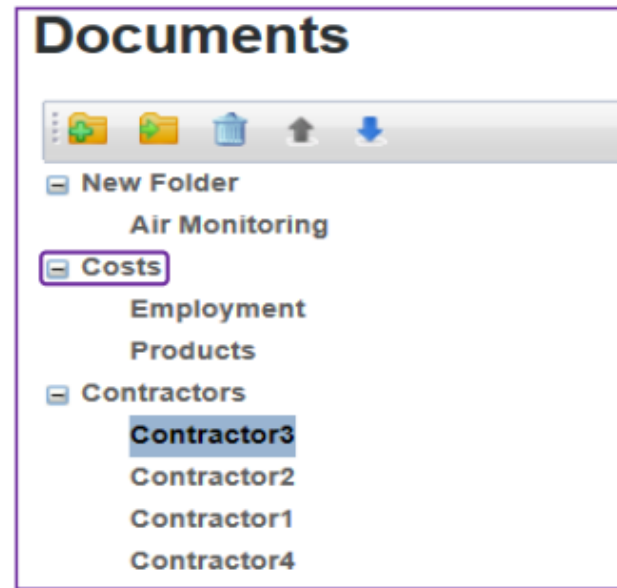 Documents
New Folder
Air Monitoring
Costs
Employment
Products
Contractors
Contractor3
Contractor2
Contractor1
Contractor4